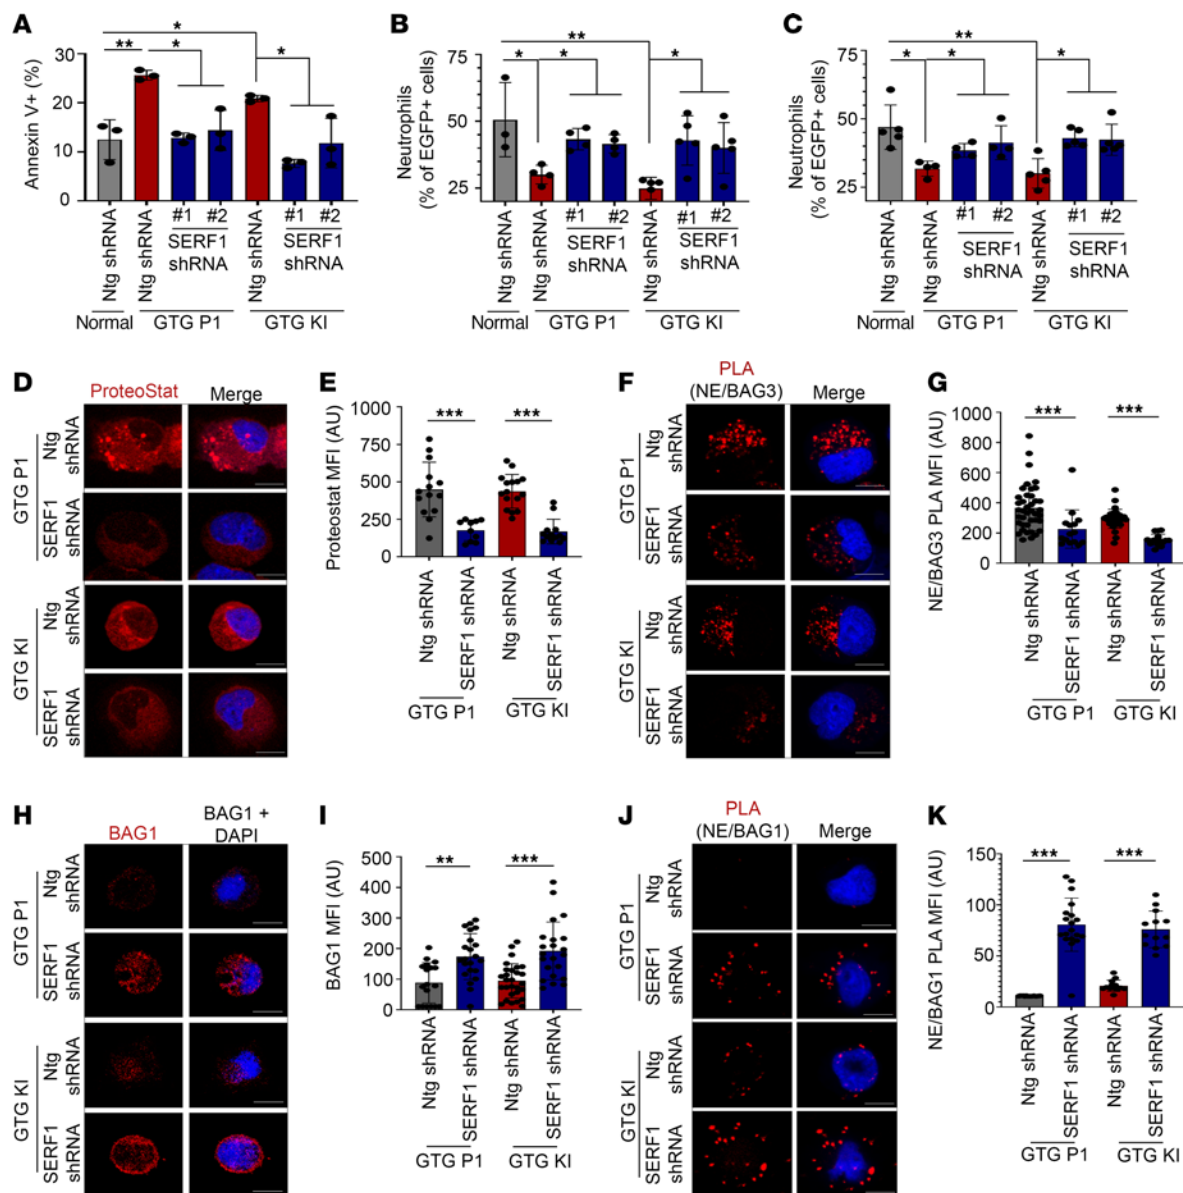 A
Annexin V+ (%)
30
20
10
0
**
*
*
*
Ntg shRNA
Ntg shRNA
#1
#2
SERF1
shRNA
Ntg shRNA
#1
#2
SERF1
shRNA
Normal
GTG P1
GTG KI
B
Neutrophils
(% of EGFP+ cells)
75
50
25
**
*
*
*
Ntg shRNA
Ntg shRNA
#1
#2
SERF1
shRNA
Ntg shRNA
#1
#2
SERF1
shRNA
Normal
GTG P1
GTG KI
C
Neutrophils
(% of EGFP+ cells)
75
50
25
**
*
*
*
Ntg shRNA
Ntg shRNA
#1
#2
SERF1
shRNA
Ntg shRNA
#1
#2
SERF1
shRNA
Normal
GTG P1
GTG KI
D
ProteoStat
Merge
GTG P1
Ntg
shRNA
SERF1
shRNA
GTG KI
Ntg
shRNA
SERF1
shRNA
E
Proteostat MFI (AU)
1000
750
500
250
0
***
***
Ntg shRNA
SERF1 shRNA
Ntg shRNA
SERF1 shRNA
GTG P1
GTG KI
F
PLA
(NE/BAG3)
Merge
GTG P1
Ntg
shRNA
SERF1
shRNA
GTG KI
Ntg
shRNA
SERF1
shRNA
G
NE/BAG3 PLA MFI (AU)
1000
800
600
400
200
0
***
***
Ntg shRNA
SERF1 shRNA
Ntg shRNA
SERF1 shRNA
GTG P1
GTG KI
H
BAG1
BAG1 +
DAPI
GTG P1
Ntg
shRNA
SERF1
shRNA
GTG KI
Ntg
shRNA
SERF1
shRNA
I
BAG1 MFI (AU)
500
400
300
200
100
0
**
***
Ntg shRNA
SERF1 shRNA
Ntg shRNA
SERF1 shRNA
GTG P1
GTG KI
J
PLA
(NE/BAG1)
Merge
GTG P1
Ntg
shRNA
SERF1
shRNA
GTG KI
Ntg
shRNA
SERF1
shRNA
K
NE/BAG1 PLA MFI (AU)
150
100
50
0
***
***
Ntg shRNA
SERF1 shRNA
Ntg shRNA
SERF1 shRNA
GTG P1
GTG KI